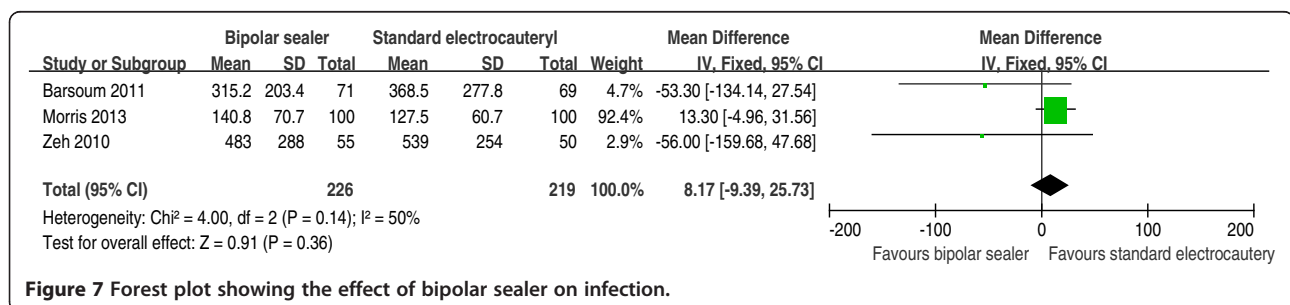 Bipolar sealer Standard electrocauteryl Mean Difference Mean Difference
Study or Subgroup Mean SD Total Mean SD Total Weight IV, Fixed, 95% CI IV, Fixed, 95% CI
Barsoum 2011 315.2 203.4 71 368.5 277.8 69 4.7% -53.30 [-134.14, 27.54]
Morris 2013 140.8 70.7 100 127.5 60.7 100 92.4% 13.30 [-4.96, 31.56]
Zeh 2010 483 288 55 539 254 50 2.9% -56.00 [-159.68, 47.68]
Total (95% CI) 226 219 100.0% 8.17 [-9.39, 25.73]
Heterogeneity: Chi² = 4.00, df = 2 (P = 0.14); I² = 50%
Test for overall effect: Z = 0.91 (P = 0.36)
-200 -100 0 100 200
Favours bipolar sealer Favours standard electrocautery
Figure 7 Forest plot showing the effect of bipolar sealer on infection.